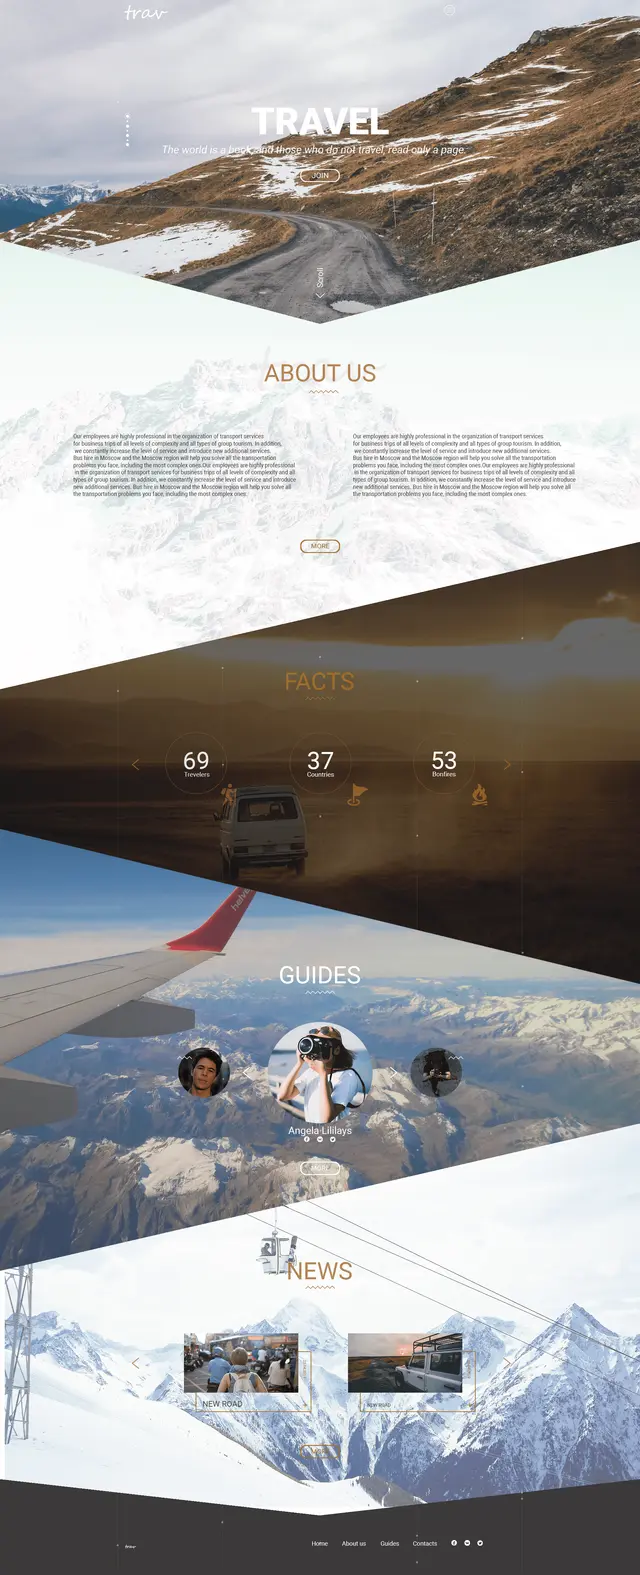 trav
TRAVEL
The world is a book, and those who do not travel, read only a page.
JOIN
Scroll
ABOUT US
Our employees are highly professional in the organization of transport services
for business trips of all levels of complexity and all types of group tourism. In addition,
we constantly increase the level of service and introduce new additional services.
Bus hire in Moscow and the Moscow region will help you solve all the transportation
problems you face, including the most complex ones.Our employees are highly professional
in the organization of transport services for business trips of all levels of complexity and all
types of group tourism. In addition, we constantly increase the level of service and introduce
new additional services. Bus hire in Moscow and the Moscow region will help you solve all
the transportation problems you face, including the most complex ones.
Our employees are highly professional in the organization of transport services
for business trips of all levels of complexity and all types of group tourism. In addition,
we constantly increase the level of service and introduce new additional services.
Bus hire in Moscow and the Moscow region will help you solve all the transportation
problems you face, including the most complex ones.Our employees are highly professional
in the organization of transport services for business trips of all levels of complexity and all
types of group tourism. In addition, we constantly increase the level of service and introduce
new additional services. Bus hire in Moscow and the Moscow region will help you solve all
the transportation problems you face, including the most complex ones.
MORE
FACTS
69
Travelers
37
Countries
53
Bonfires
GUIDES
Angela Lililays
MORE
NEWS
NEW ROAD
NEW ROAD
trav
Home
About us
Guides
Contacts